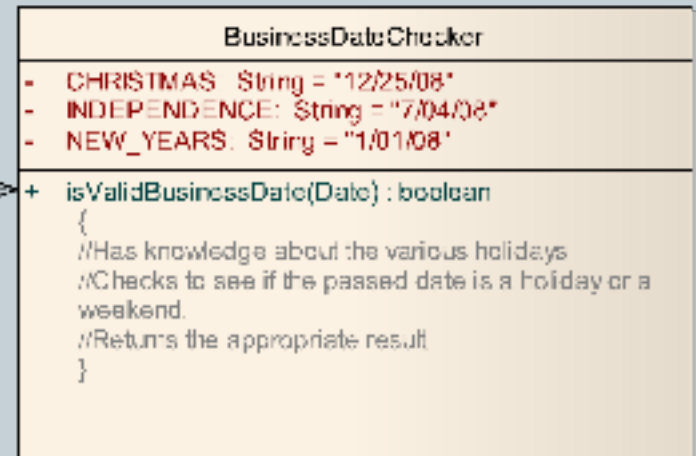 BusinessDateChecker
- CHRISTMAS: String = "12/25/08"
- INDEPENDENCE: String = "7/04/08"
- NEW_YEARS: String = "1/01/08"
+ isValidBusinessDate(Date) : boolean
{
//Has knowledge about the various holidays
//Checks to see if the passed date is a holiday or a
weekend.
//Returns the appropriate result
}